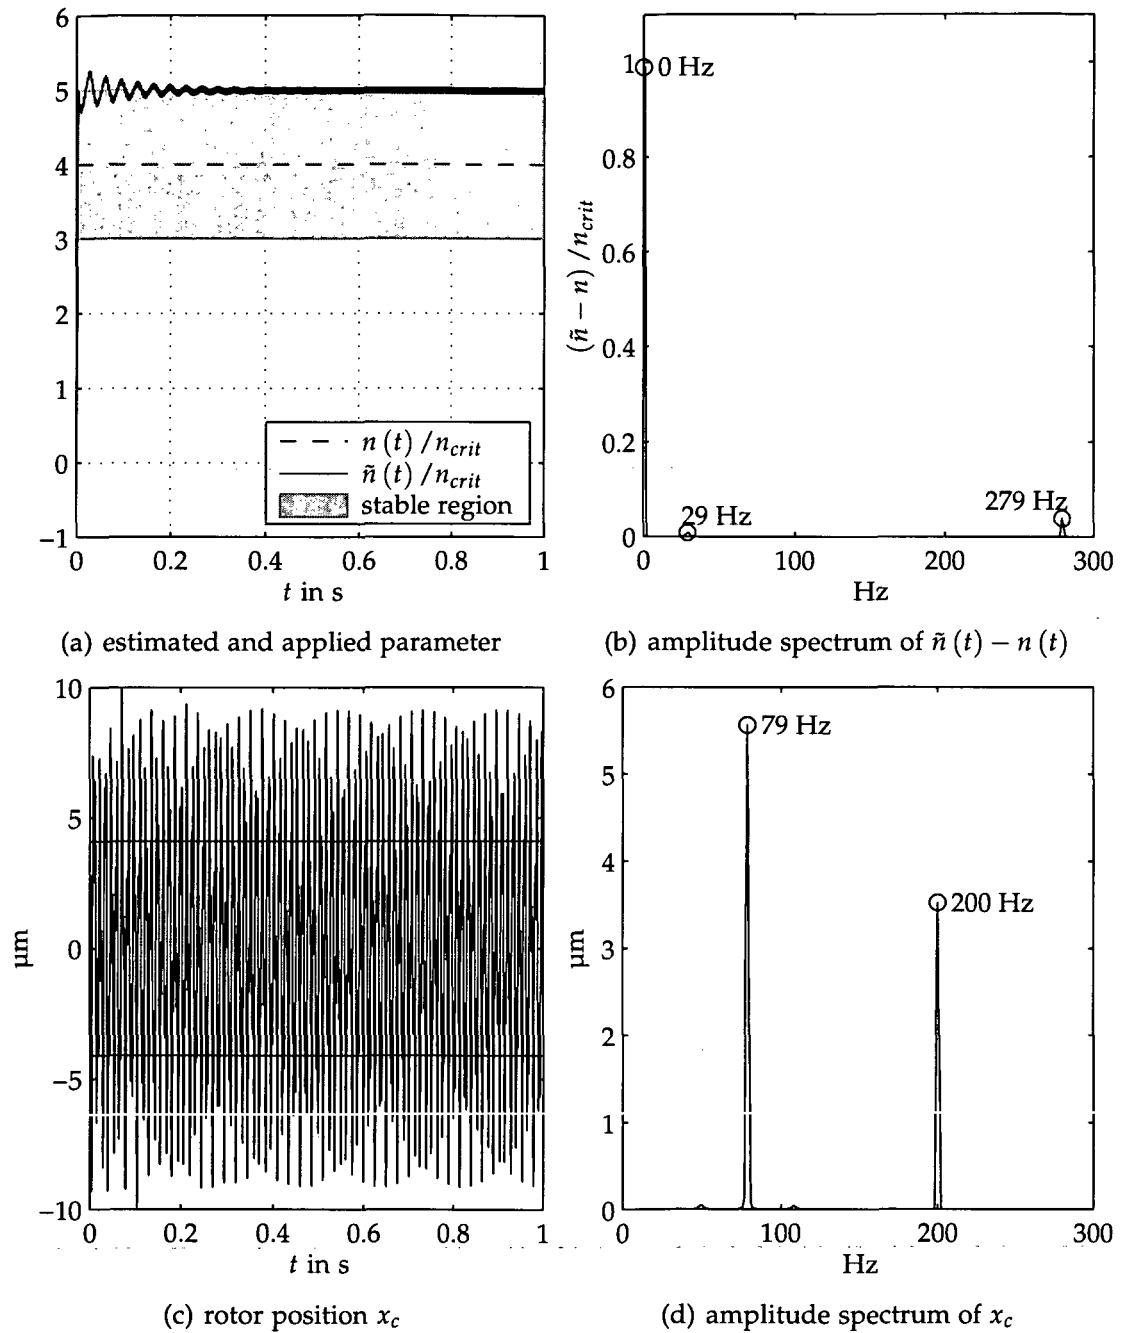 6
5
4
3
2
1
0
−1
n (t) /n_crit
ñ (t) /n_crit
stable region
0 0.2 0.4 0.6 0.8 1
t in s
(a) estimated and applied parameter
(ñ − n) /n_crit
1
0.8
0.6
0.4
0.2
0
0 Hz
29 Hz
279 Hz
0 100 200 300
Hz
(b) amplitude spectrum of ñ (t) − n (t)
µm
10
5
0
−5
−10
0 0.2 0.4 0.6 0.8 1
t in s
(c) rotor position x_c
µm
6
5
4
3
2
1
0
79 Hz
200 Hz
0 100 200 300
Hz
(d) amplitude spectrum of x_c